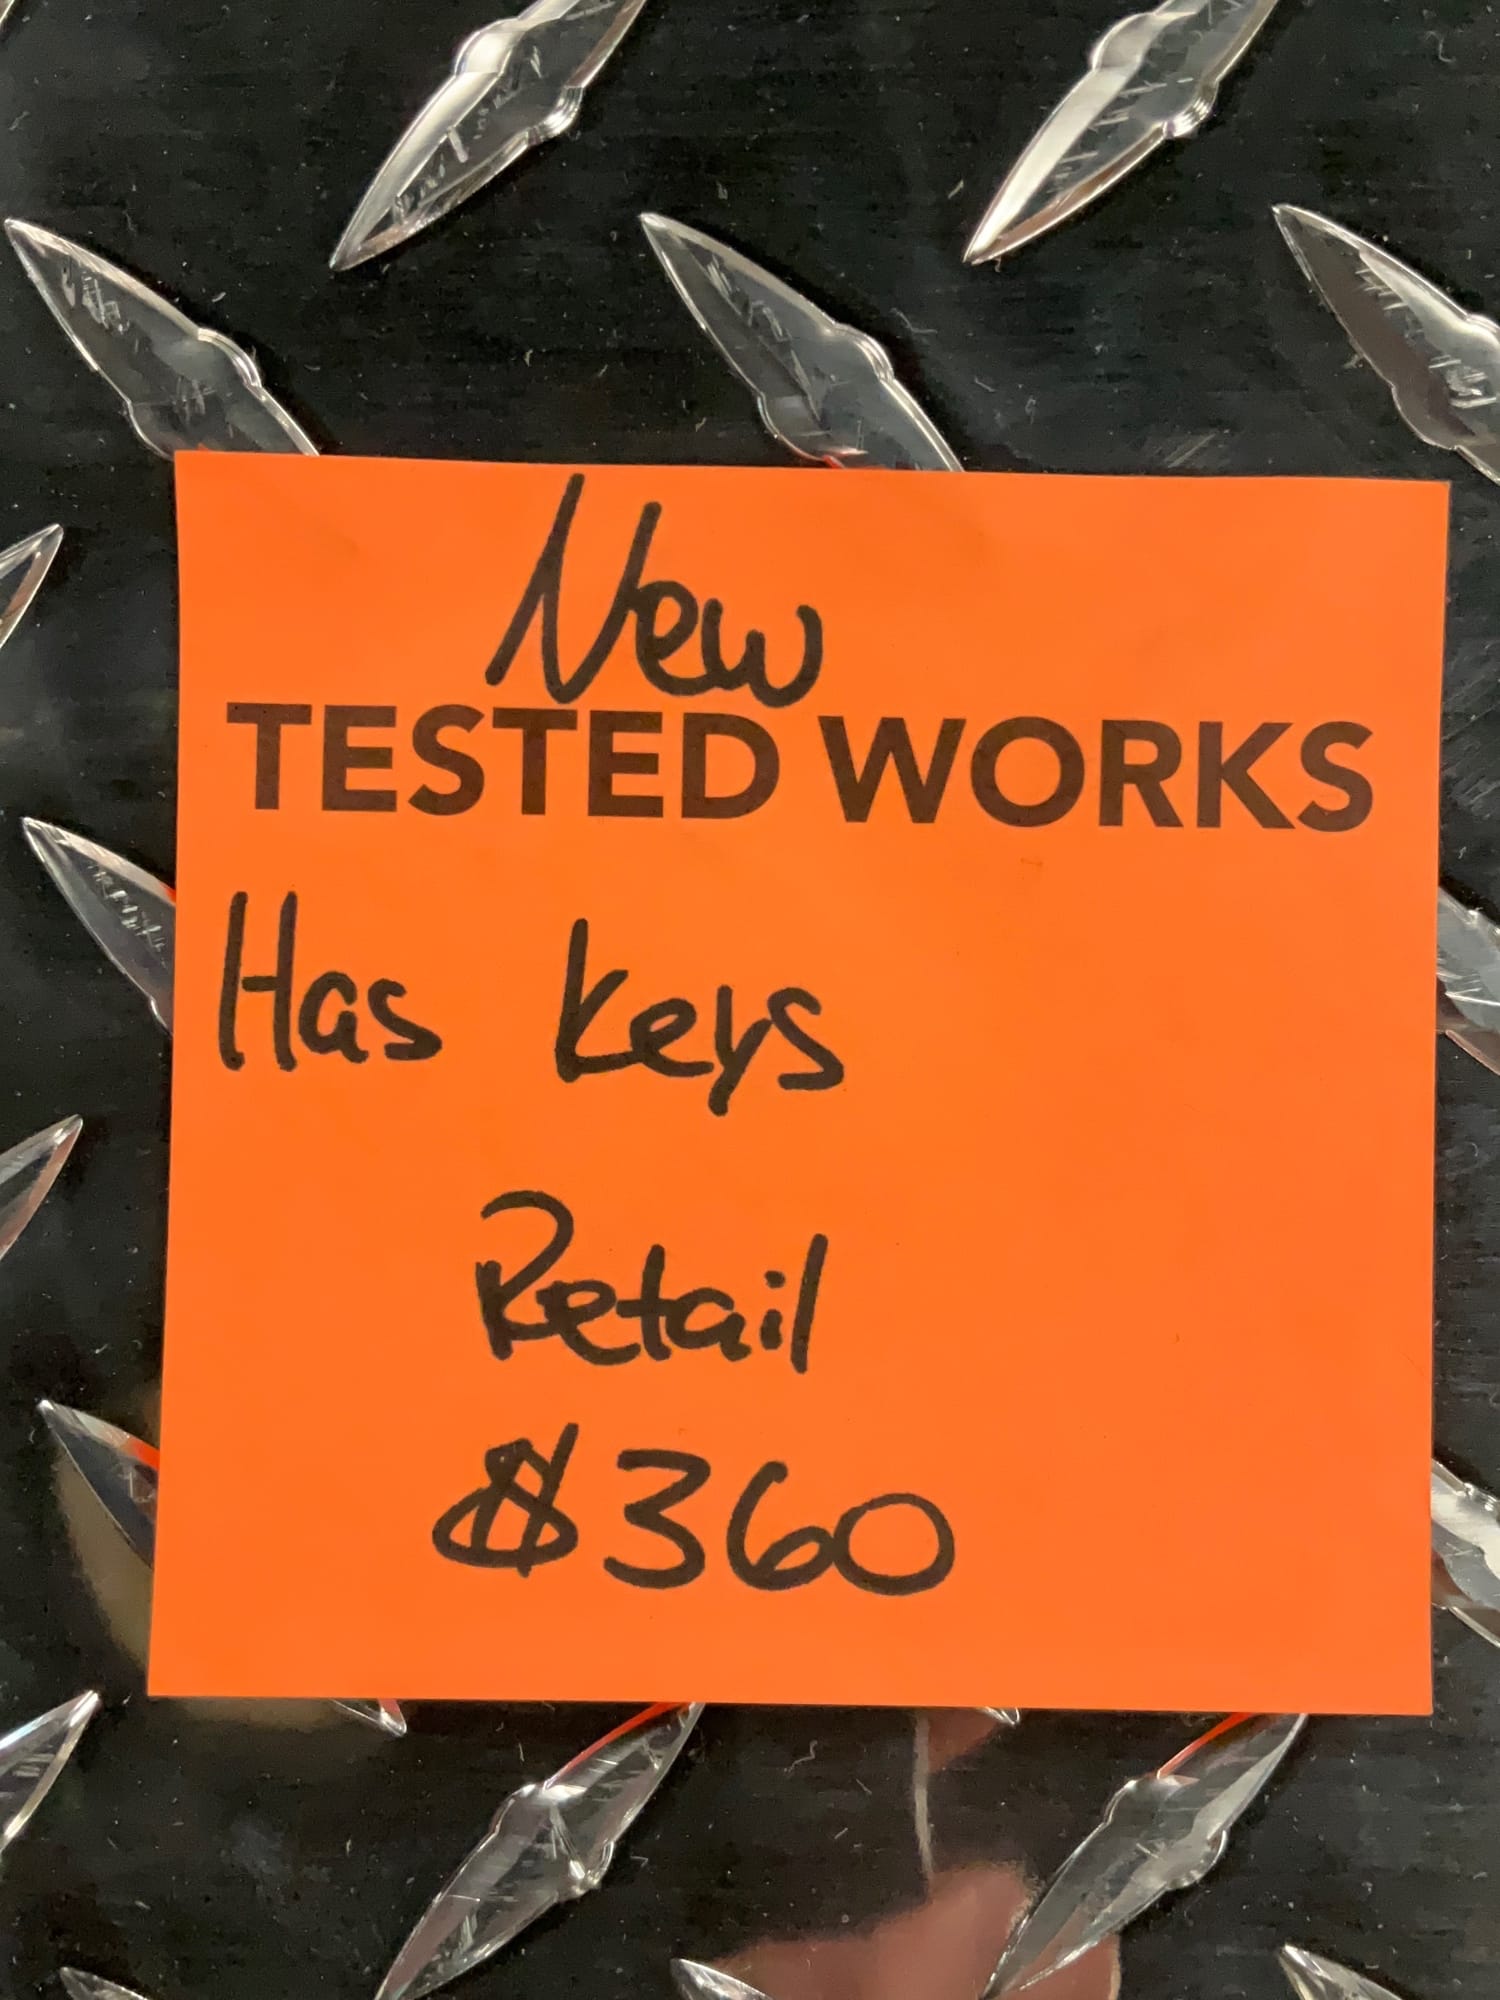 New
TESTED WORKS
Has keys
Retail
$360